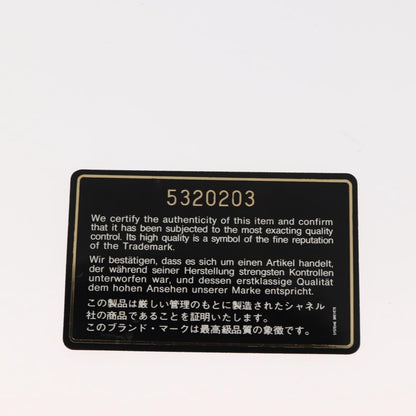 5320203
We certify the authenticity of this item and confirm
that it has been subjected to the most exacting quality
control. Its high quality is a symbol of the fine reputation
of the Trademark.
Wir bestätigen, dass es sich um einen Artikel handelt,
der während seiner Herstellung strengsten Kontrollen
unterworfen war, und dessen erstklassige Qualität
dem hohen Ansehen unserer Marke entspricht.
この製品は厳しい管理のもとに製造されたシャネル
社の商品であることを証明いたします。
このブランド・マークは最高級品質の象徴です。